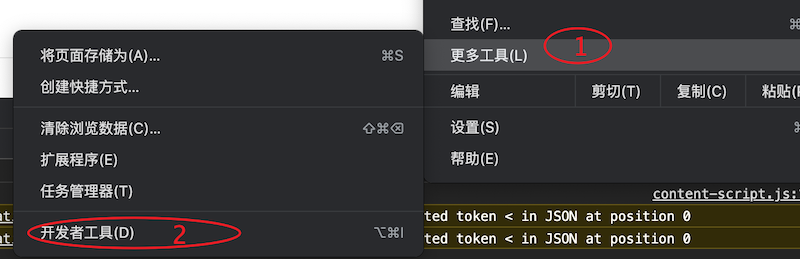 查找(F)...
更多工具(L)
1
编辑 剪切(T) 复制(C) 粘贴(
设置(S)
帮助(E)
将页面存储为(A)... ⌘S
创建快捷方式...
清除浏览数据(C)... ⇧⌘⌫
扩展程序(E)
任务管理器(T)
开发者工具(D) 2 ⌥⌘I
content-script.js:
ted token < in JSON at position 0
ted token < in JSON at position 0